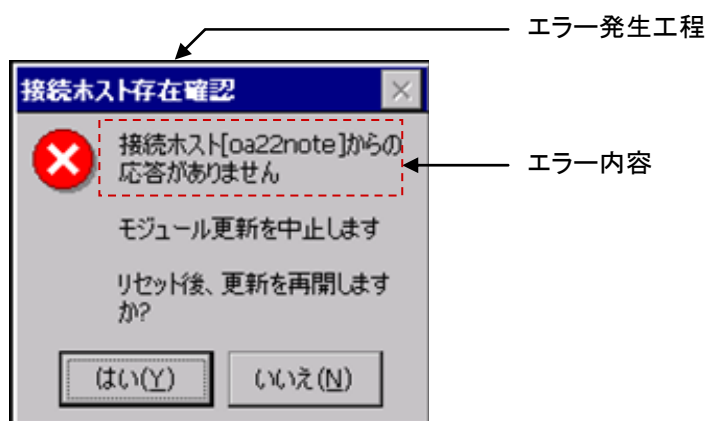 エラー発生工程
接続ホスト存在確認
接続ホスト[oa22note]からの
応答がありません
エラー内容
モジュール更新を中止します
リセット後、更新を再開します
か?
はい(Y)
いいえ(N)